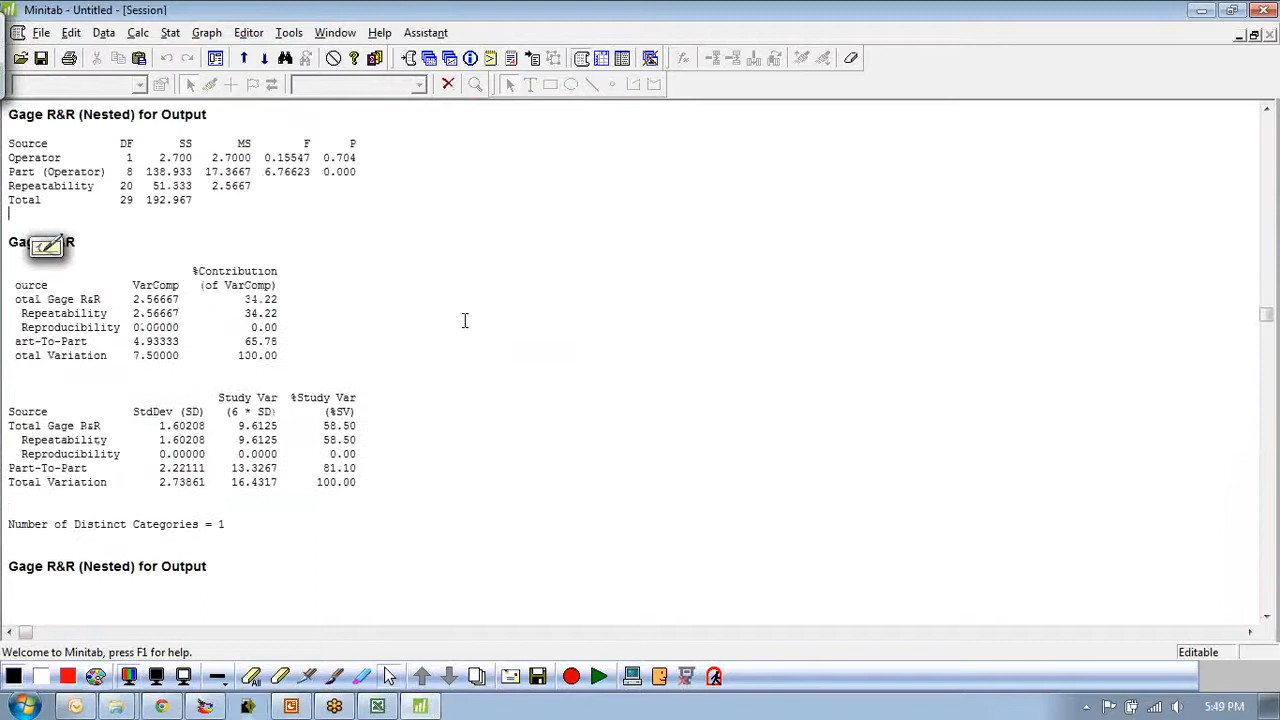 Minitab - Untitled - [Session]
File Edit Data Calc Stat Graph Editor Tools Window Help Assistant
Gage R&R (Nested) for Output
Source DF SS MS F P
Operator 1 2.700 2.7000 0.15547 0.704
Part (Operator) 8 138.933 17.3667 6.76623 0.000
Repeatability 20 51.333 2.5667
Total 29 192.967
Gag R
%Contribution
ource VarComp (of VarComp)
otal Gage R&R 2.56667 34.22
Repeatability 2.56667 34.22
Reproducibility 0.00000 0.00
art-To-Part 4.93333 65.78
otal Variation 7.50000 100.00
Study Var %Study Var
Source StdDev (SD) (6 * SD) (%SV)
Total Gage R&R 1.60208 9.6125 58.50
Repeatability 1.60208 9.6125 58.50
Reproducibility 0.00000 0.0000 0.00
Part-To-Part 2.22111 13.3267 81.10
Total Variation 2.73861 16.4317 100.00
Number of Distinct Categories = 1
Gage R&R (Nested) for Output
Welcome to Minitab, press F1 for help.
Editable
5:49 PM